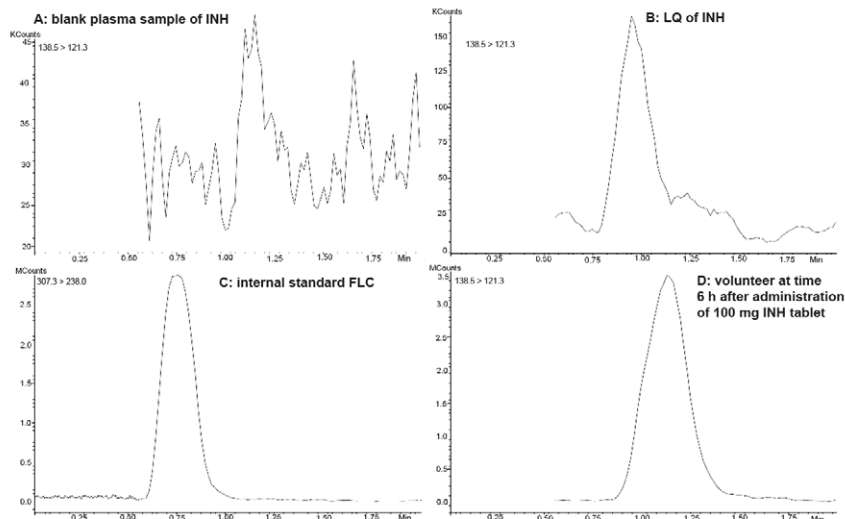 A: blank plasma sample of INH
KCounts
138.5 > 121.3
45
40
35
30
25
20
0.25 0.50 0.75 1.00 1.25 1.50 1.75 Min
B: LQ of INH
KCounts
138.5 > 121.3
150
125
100
75
50
25
0
0.25 0.50 0.75 1.00 1.25 1.50 1.75 Min
C: internal standard FLC
MCounts
307.3 > 238.0
2.5
2.0
1.5
1.0
0.5
0.0
0.25 0.50 0.75 1.00 1.25 1.50 1.75 Min
D: volunteer at time
6 h after administration
of 100 mg INH tablet
MCounts
138.5 > 121.3
3.5
3.0
2.5
2.0
1.5
1.0
0.5
0.0
0.25 0.50 0.75 1.00 1.25 1.50 1.75 Min